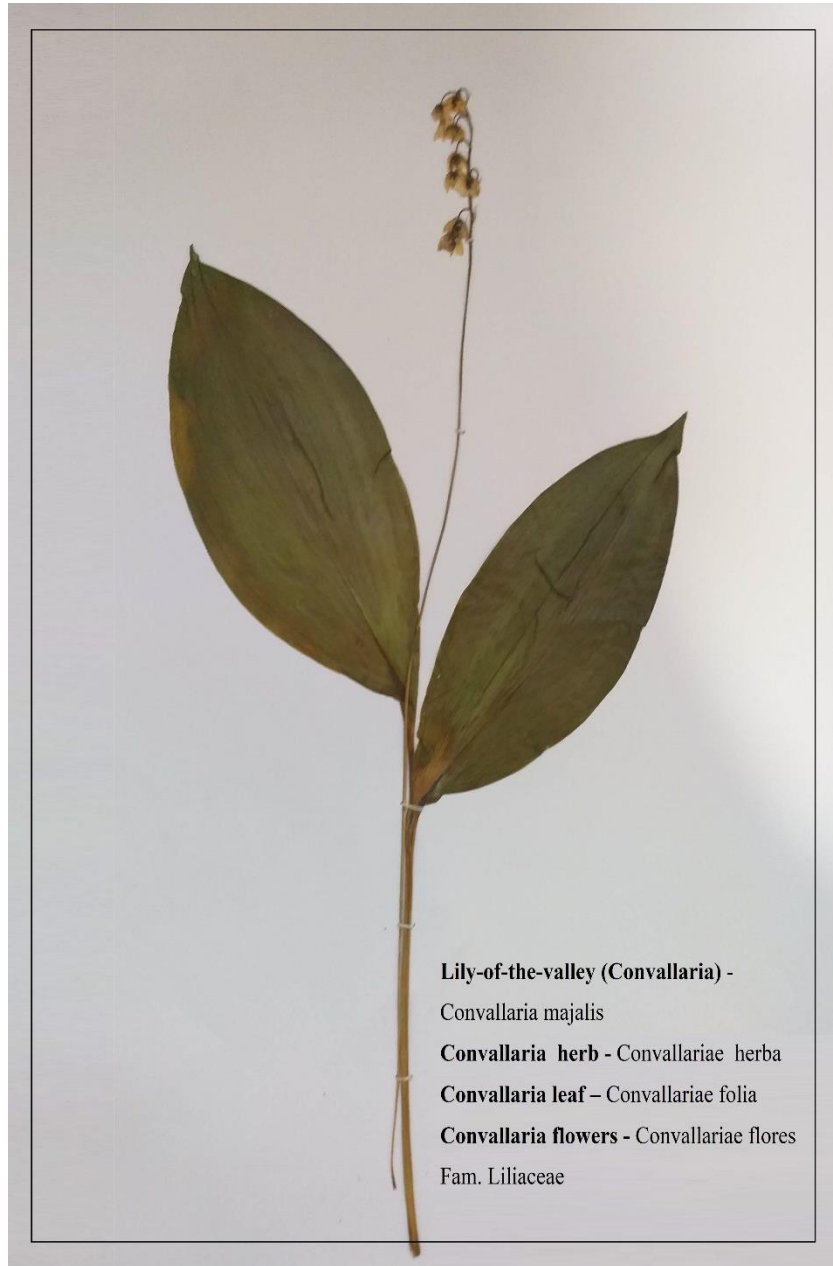 Lily-of-the-valley (Convallaria) -
Convallaria majalis
Convallaria herb - Convallariae herba
Convallaria leaf – Convallariae folia
Convallaria flowers - Convallariae flores
Fam. Liliaceae